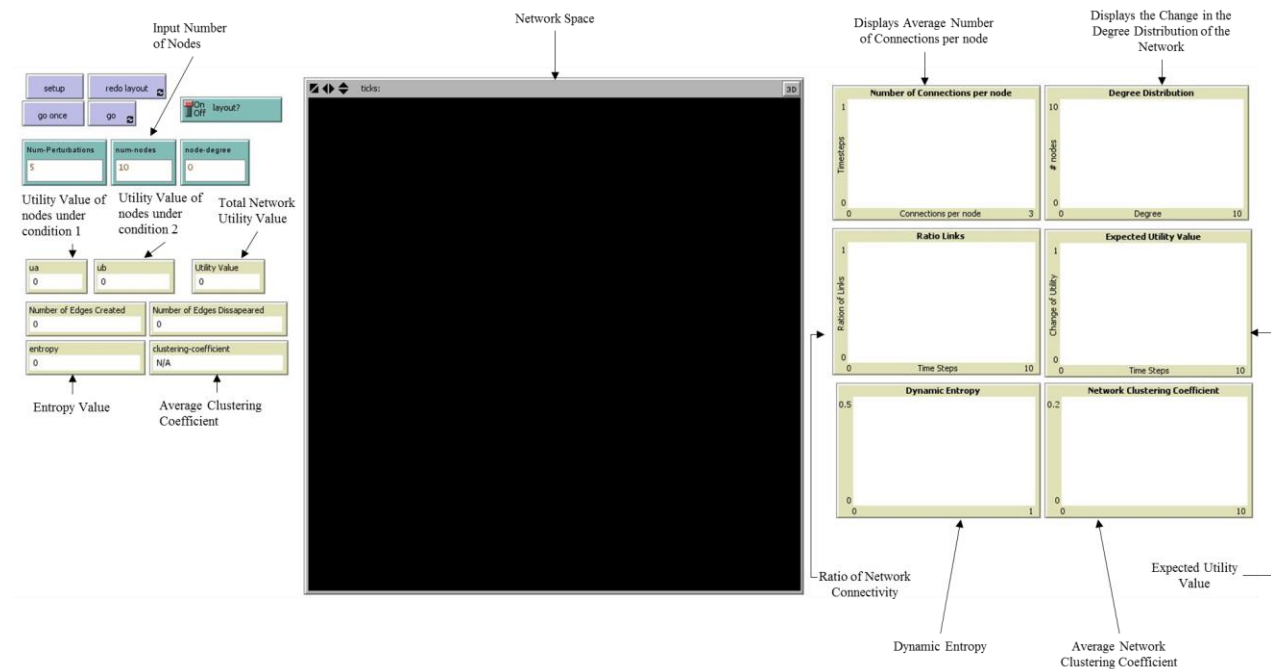 Input Number
of Nodes
Network Space
Displays Average Number
of Connections per node
Displays the Change in the
Degree Distribution of the
Network
setup
redo layout
go once
go
On
Off
layout?
ticks:
3D
Num-Perturbations
5
num-nodes
10
node-degree
0
Utility Value of
nodes under
condition 1
Utility Value of
nodes under
condition 2
Total Network
Utility Value
ua
0
ub
0
Utility Value
0
Number of Edges Created
0
Number of Edges Dissapeared
0
entropy
0
clustering-coefficient
N/A
Entropy Value
Average Clustering
Coefficient
Number of Connections per node
1
Timesteps
0
0
Connections per node
3
Degree Distribution
10
# nodes
0
0
Degree
10
Ratio Links
1
Ration of Links
0
0
Time Steps
10
Expected Utility Value
1
Change of Utility
0
0
Time Steps
10
Dynamic Entropy
0.5
0
0
1
Network Clustering Coefficient
0.2
0
0
10
Ratio of Network
Connectivity
Expected Utility
Value
Dynamic Entropy
Average Network
Clustering Coefficient